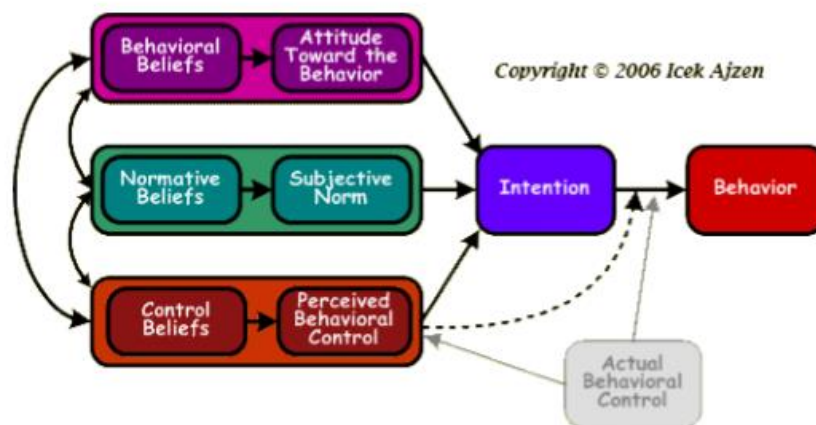 Behavioral
Beliefs
Attitude
Toward the
Behavior
Copyright © 2006 Icek Ajzen
Normative
Beliefs
Subjective
Norm
Intention
Behavior
Control
Beliefs
Perceived
Behavioral
Control
Actual
Behavioral
Control